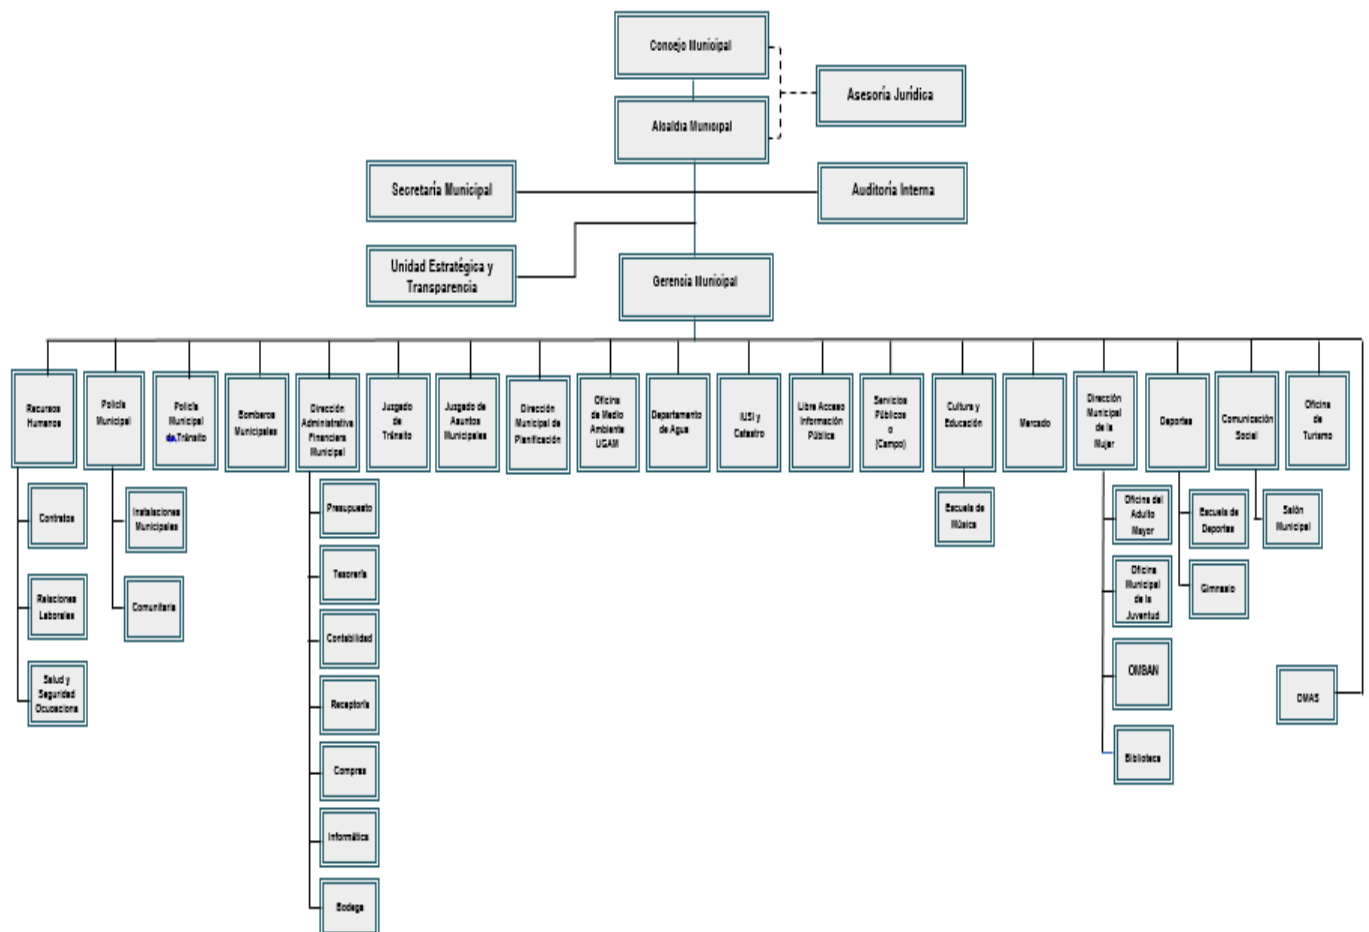 Concejo Municipal
Asesoría Jurídica
Alcaldía Municipal
Secretaría Municipal
Auditoría Interna
Unidad Estratégica y
Transparencia
Gerencia Municipal
Recursos
Humanos
Policía
Municipal
Policía
Municipal
de Tránsito
Bomberos
Municipales
Dirección
Administrativa
Financiera
Municipal
Juzgado
de
Tránsito
Juzgado de
Asuntos
Municipales
Dirección
Municipal de
Planificación
Oficina
de Medio
Ambiente
UGAM
Departamento
de Agua
IUSI y
Catastro
Libre Acceso
Información
Pública
Servicios
Públicos
o
(Campo)
Cultura y
Educación
Mercado
Dirección
Municipal
de la
Mujer
Deportes
Comunicación
Social
Oficina
de
Turismo
Contratos
Relaciones
Laborales
Salud y
Seguridad
Ocupaciona
Instalaciones
Municipales
Comunitaria
Presupuesto
Tesorería
Contabilidad
Receptoría
Compras
Informática
Bodega
Escuela de
Música
Oficina del
Adulto
Mayor
Oficina
Municipal
de la
Juventud
OMBAN
Biblioteca
Escuela de
Deportes
Gimnasio
Salón
Municipal
OMAS